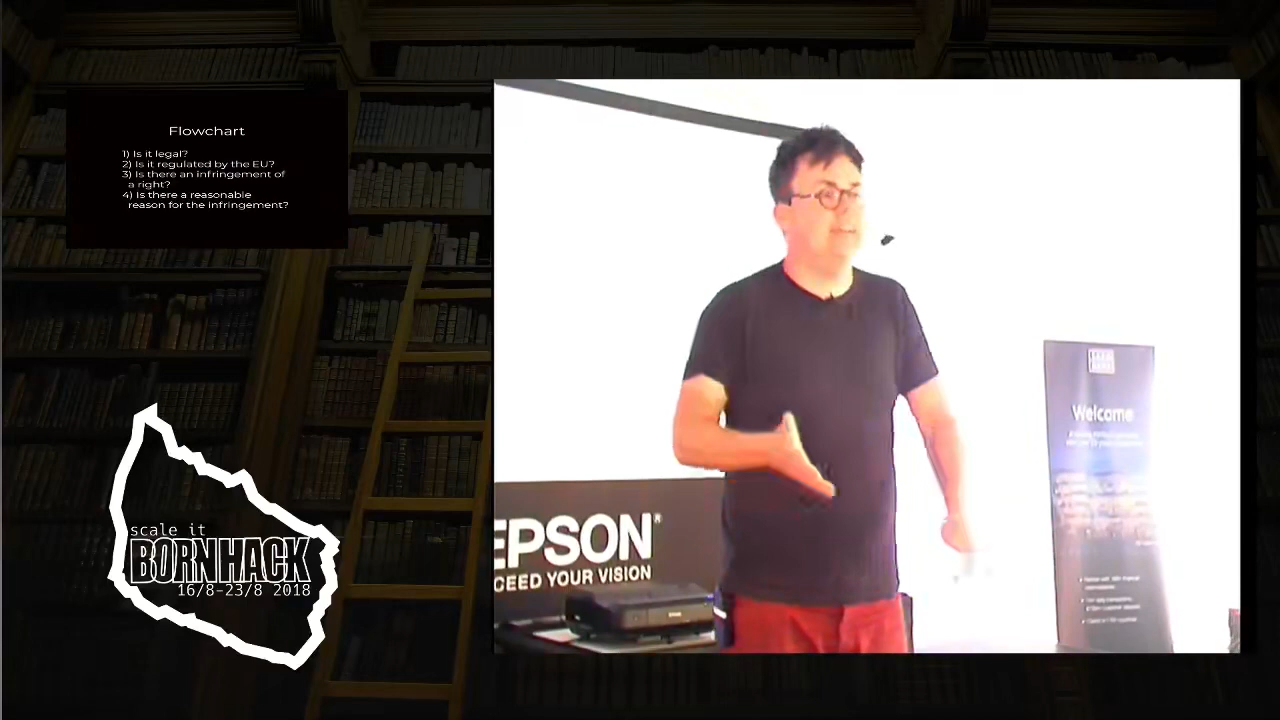 Flowchart
1) Is it legal?
2) Is it regulated by the EU?
3) Is there an infringement of
a right?
4) Is there a reasonable
reason for the infringement?
scale it
BORNHACK
16/8-23/8 2018
EPSON®
CEED YOUR VISION
Welcome